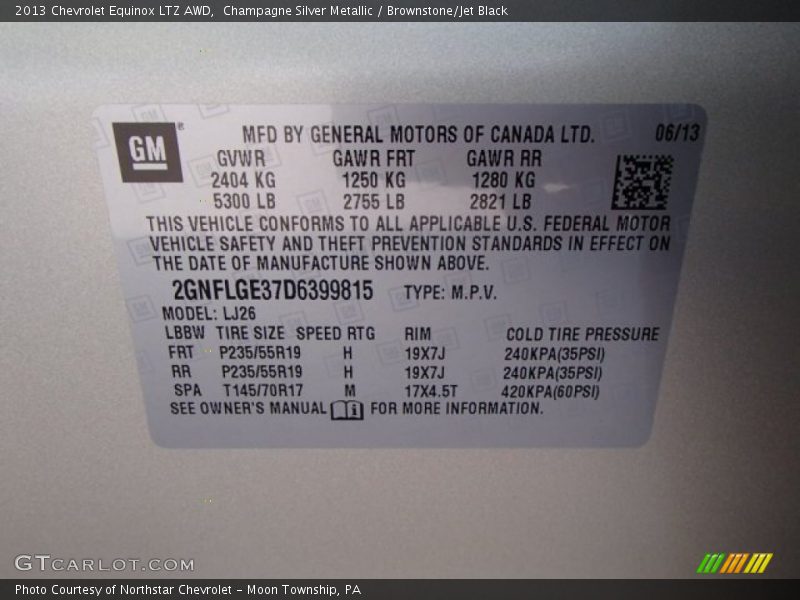 2013 Chevrolet Equinox LTZ AWD,  Champagne Silver Metallic / Brownstone/Jet Black
GM®
MFD BY GENERAL MOTORS OF CANADA LTD. 06/13
GVWR GAWR FRT GAWR RR
2404 KG 1250 KG 1280 KG
5300 LB 2755 LB 2821 LB
THIS VEHICLE CONFORMS TO ALL APPLICABLE U.S. FEDERAL MOTOR
VEHICLE SAFETY AND THEFT PREVENTION STANDARDS IN EFFECT ON
THE DATE OF MANUFACTURE SHOWN ABOVE.
2GNFLGE37D6399815 TYPE: M.P.V.
MODEL: LJ26
LBBW TIRE SIZE SPEED RTG RIM COLD TIRE PRESSURE
FRT P235/55R19 H 19X7J 240KPA(35PSI)
RR P235/55R19 H 19X7J 240KPA(35PSI)
SPA T145/70R17 M 17X4.5T 420KPA(60PSI)
SEE OWNER'S MANUAL i FOR MORE INFORMATION.
GTCARLOT.COM
Photo Courtesy of Northstar Chevrolet - Moon Township, PA